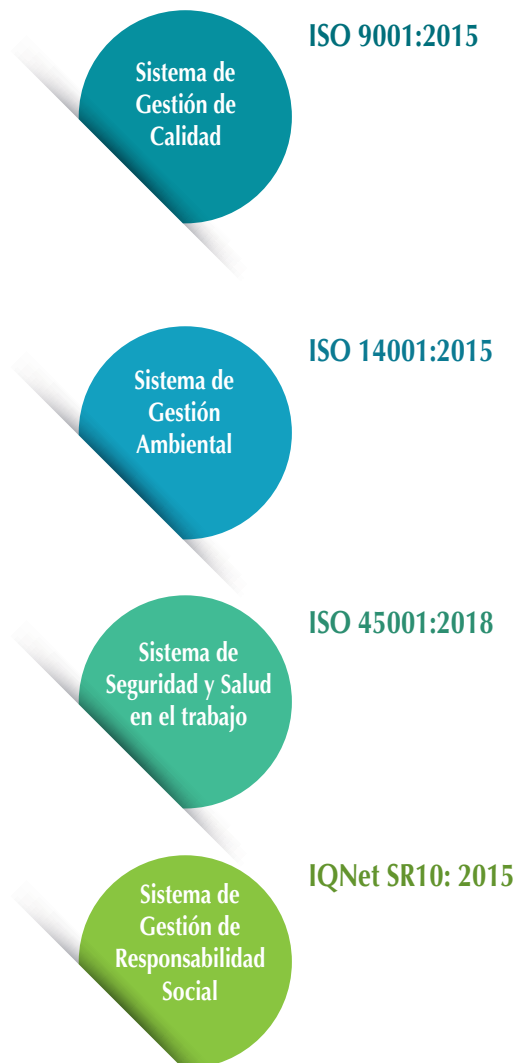 ISO 9001:2015
Sistema de
Gestión de
Calidad
ISO 14001:2015
Sistema de
Gestión
Ambiental
ISO 45001:2018
Sistema de
Seguridad y Salud
en el trabajo
IQNet SR10: 2015
Sistema de
Gestión de
Responsabilidad
Social